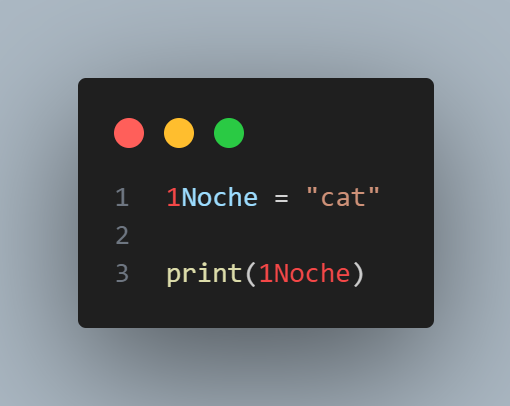 1 1Noche = "cat"
2
3 print(1Noche)